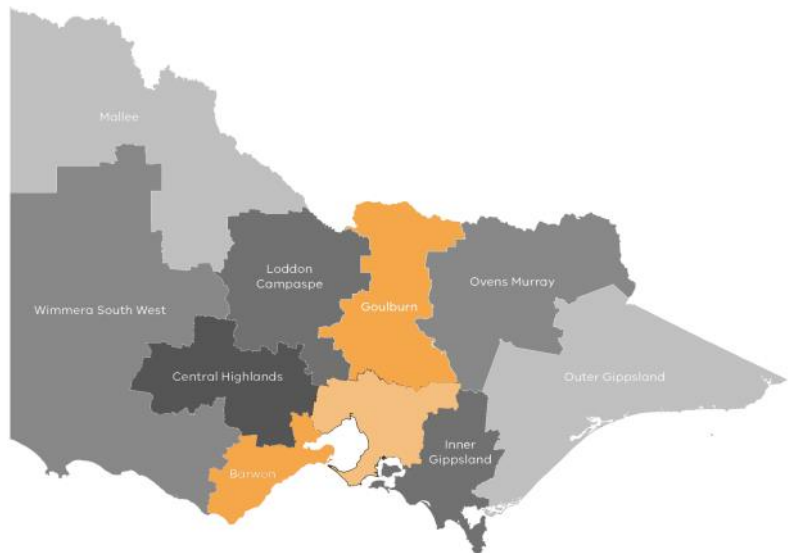 Mallee
Loddon
Campaspe
Ovens Murray
Wimmera South West
Goulburn
Central Highlands
Outer Gippsland
Inner
Gippsland
Barwon